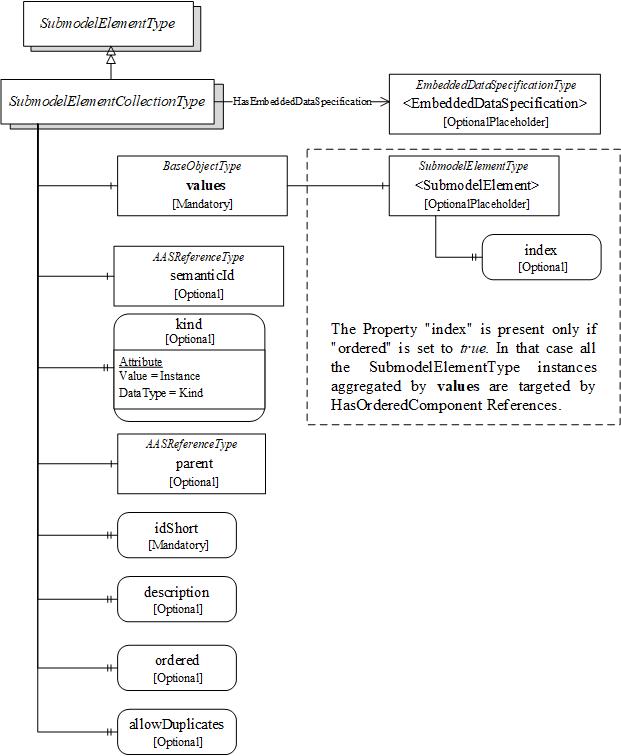 SubmodelElementType
SubmodelElementCollectionType
HasEmbeddedDataSpecification
EmbeddedDataSpecificationType
<EmbeddedDataSpecification>
[OptionalPlaceholder]
BaseObjectType
values
[Mandatory]
SubmodelElementType
<SubmodelElement>
[OptionalPlaceholder]
index
[Optional]
The Property "index" is present only if
"ordered" is set to true. In that case all
the SubmodelElementType instances
aggregated by values are targeted by
HasOrderedComponent References.
AASReferenceType
semanticId
[Optional]
kind
[Optional]
Attribute
Value = Instance
DataType = Kind
AASReferenceType
parent
[Optional]
idShort
[Mandatory]
description
[Optional]
ordered
[Optional]
allowDuplicates
[Optional]